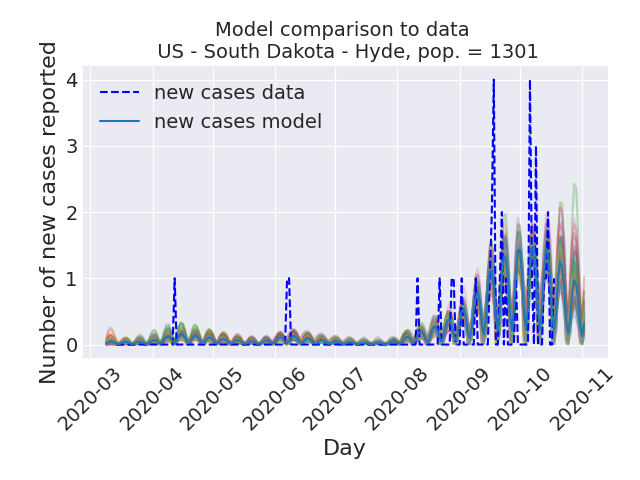 Model comparison to data
US - South Dakota - Hyde, pop. = 1301
Number of new cases reported
4
3
2
1
0
new cases data
new cases model
2020-03
2020-04
2020-05
2020-06
2020-07
2020-08
2020-09
2020-10
2020-11
Day